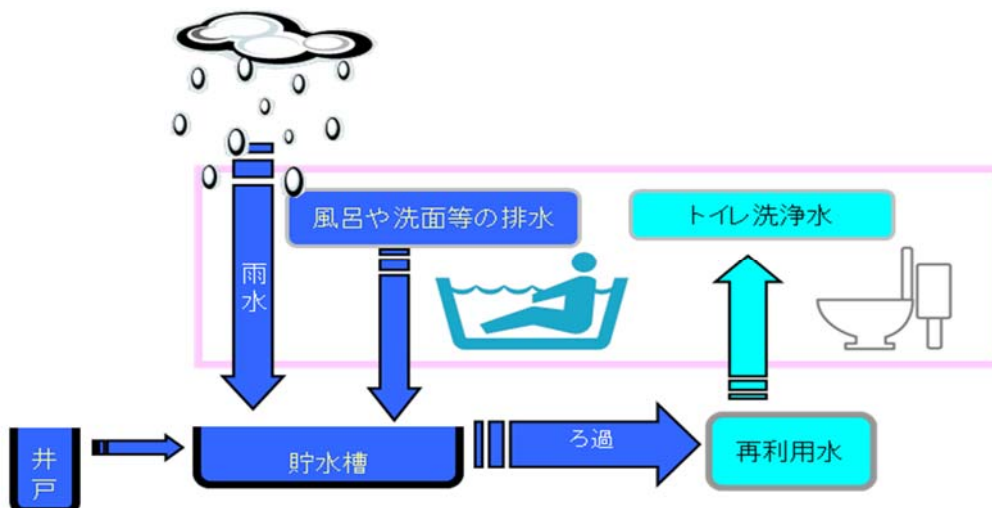 風呂や洗面等の排水
トイレ洗浄水
雨水
井戸
貯水槽
ろ過
再利用水